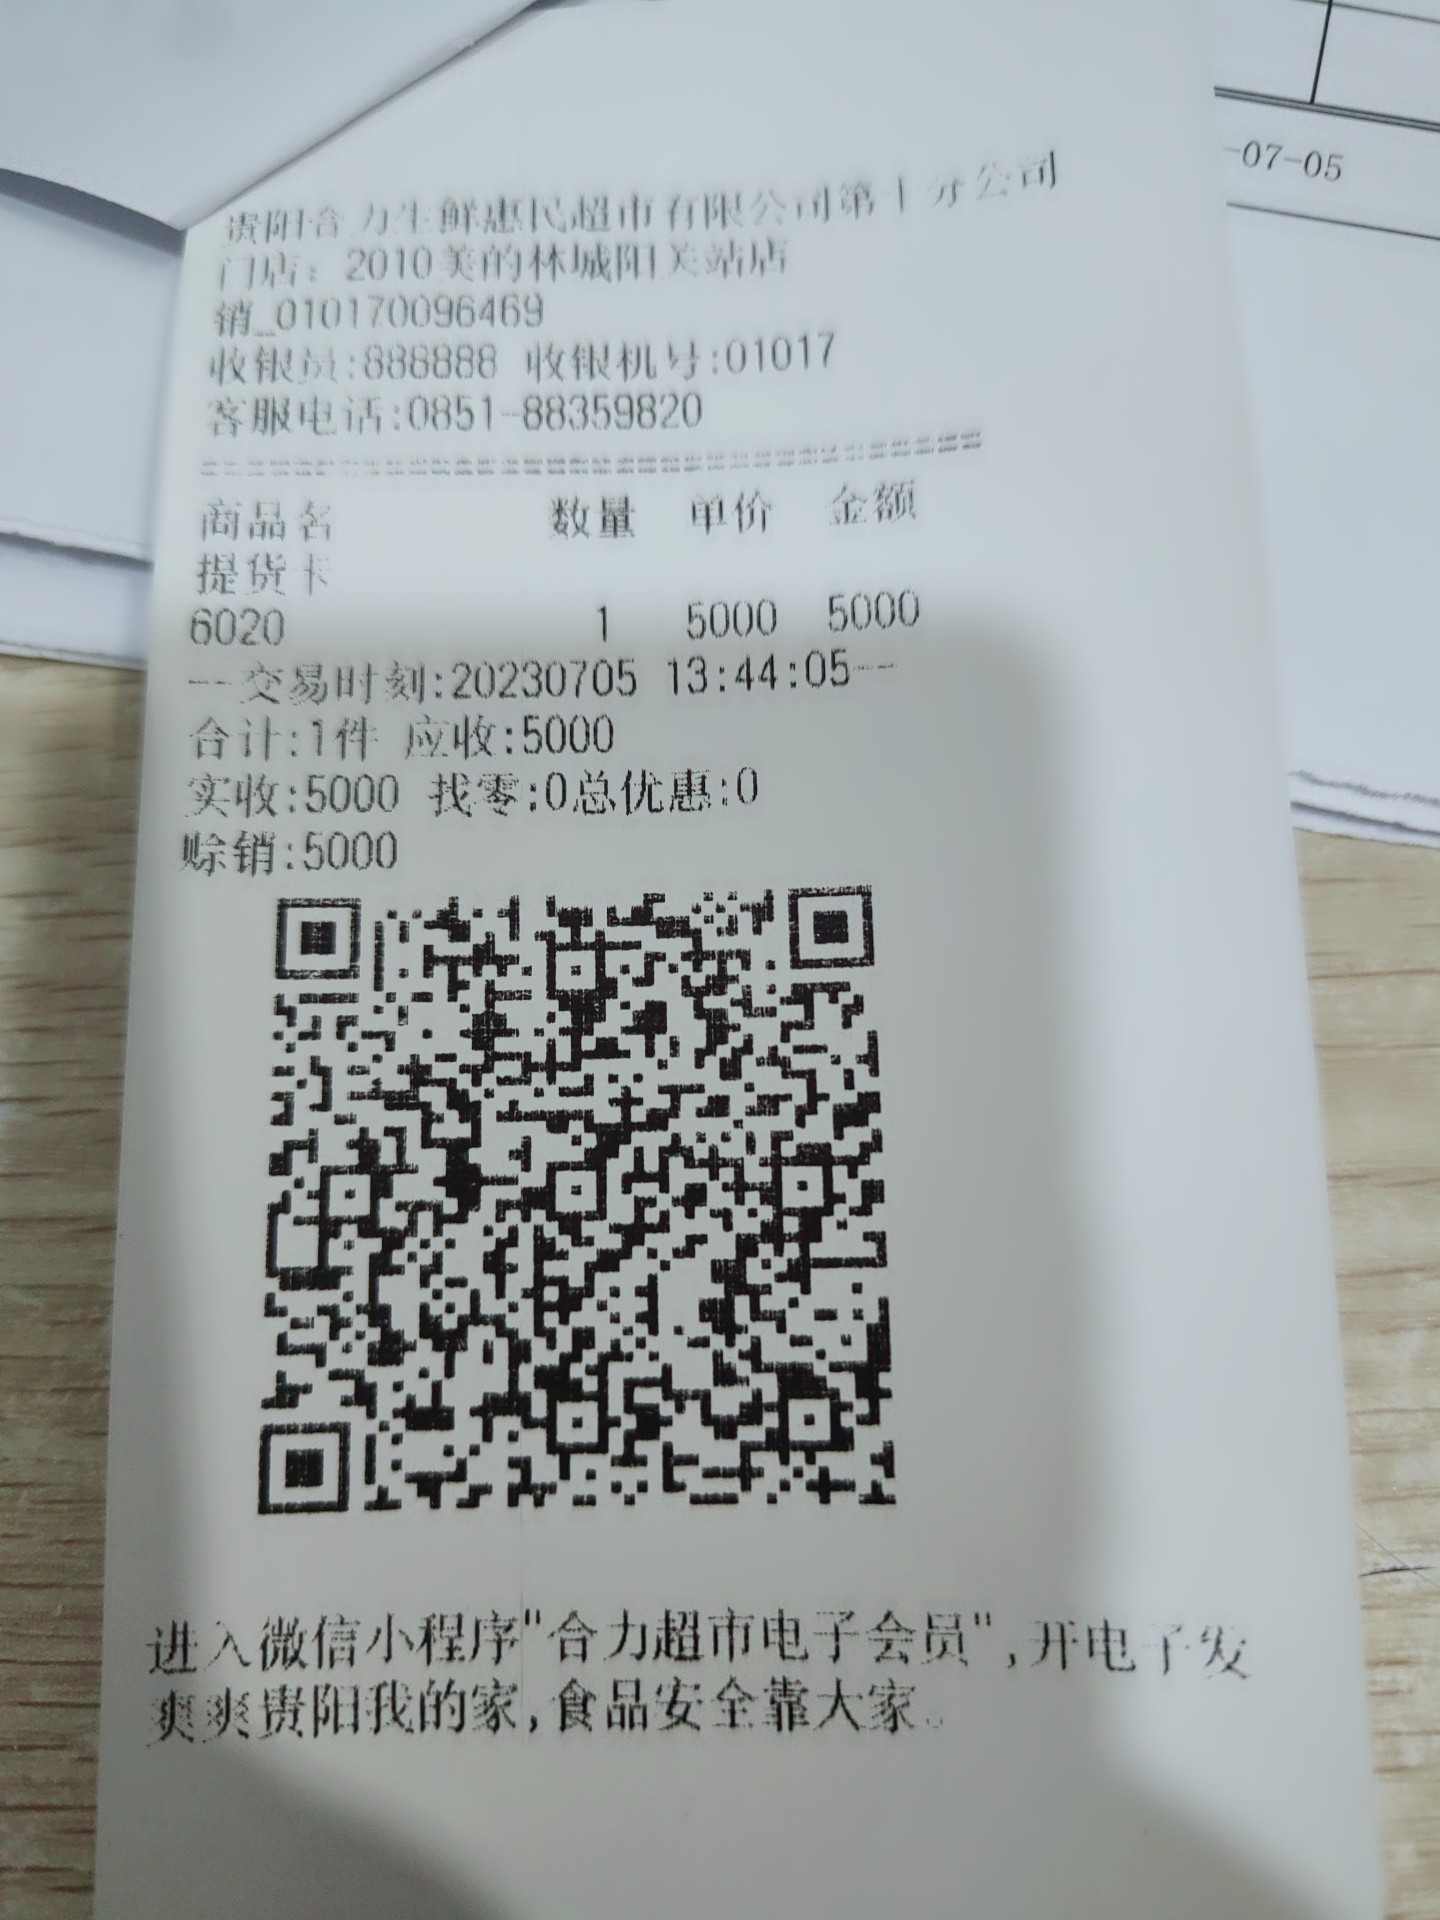 -07-05
贵阳合力生鲜惠民超市有限公司第十分公司
门店：2010美的林城阳关站店
销_010170096469
收银员:888888 收银机号:01017
客服电话:0851-88359820
商品名 数量 单价 金额
提货卡
6020 1 5000 5000
--交易时刻:20230705 13:44:05--
合计:1件 应收:5000
实收:5000 找零:0总优惠:0
赊销:5000
进入微信小程序"合力超市电子会员",开电子发
爽爽贵阳我的家,食品安全靠大家。